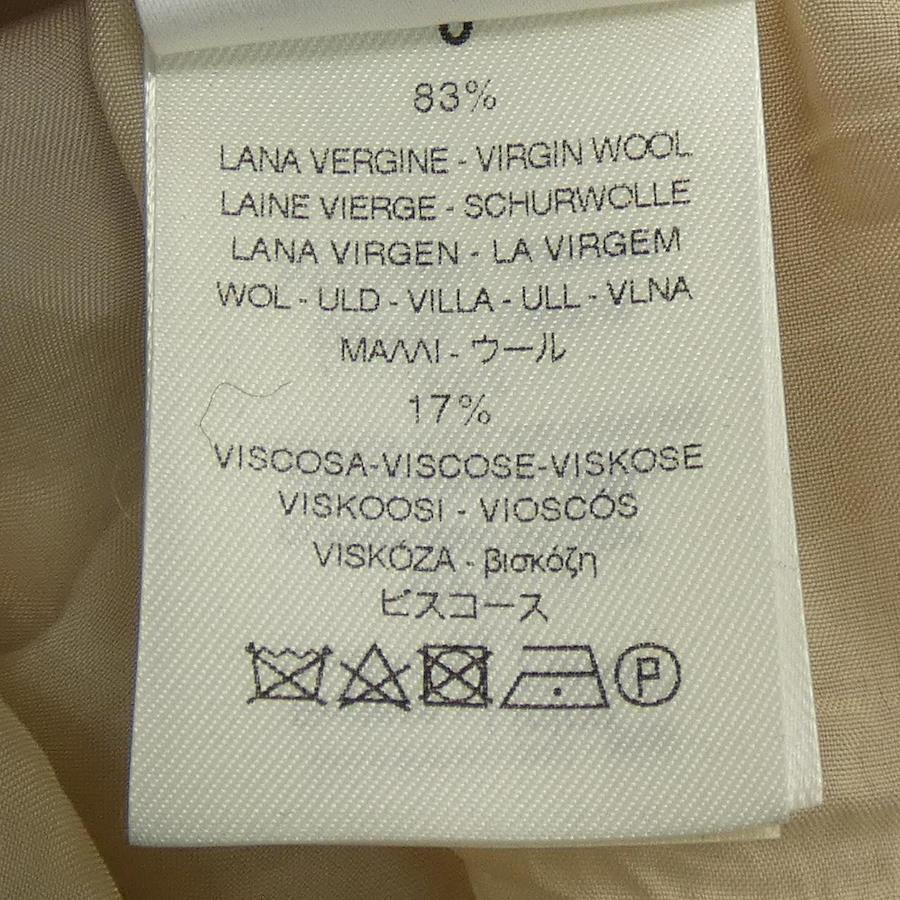 83%
LANA VERGINE - VIRGIN WOOL
LAINE VIERGE - SCHURWOLLE
LANA VIRGEN - LA VIRGEM
WOL - ULD - VILLA - ULL - VLNA
ΜΑΛΛΙ - ウール
17%
VISCOSA-VISCOSE-VISKOSE
VISKOOSI - VIOSCÓS
VISKÓZA - βισκόζη
ビスコース
P